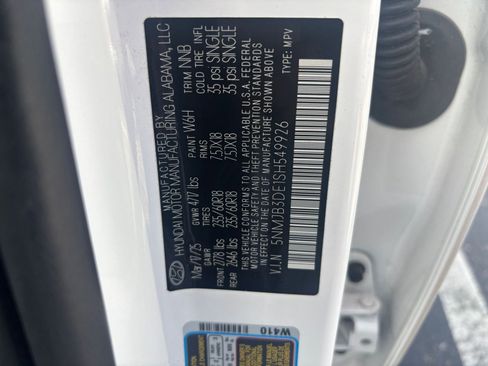 MANUFACTURED BY
HYUNDAI MOTOR MANUFACTURING ALABAMA, LLC
Mar/17/25 GVWR 4717 lbs PAINT W6H TRIM NNB
GAWR TIRES RIMS COLD TIRE INFL
FRONT 2778 lbs 235/60R18 7.5JX18 35 psi SINGLE
REAR 2646 lbs 235/60R18 7.5JX18 35 psi SINGLE
THIS VEHICLE CONFORMS TO ALL APPLICABLE U.S.A. FEDERAL
MOTOR VEHICLE SAFETY AND THEFT PREVENTION STANDARDS
IN EFFECT ON THE DATE OF MANUFACTURE SHOWN ABOVE
V.I.N 5NMJB3DE1SH549926 TYPE: MPV
W410